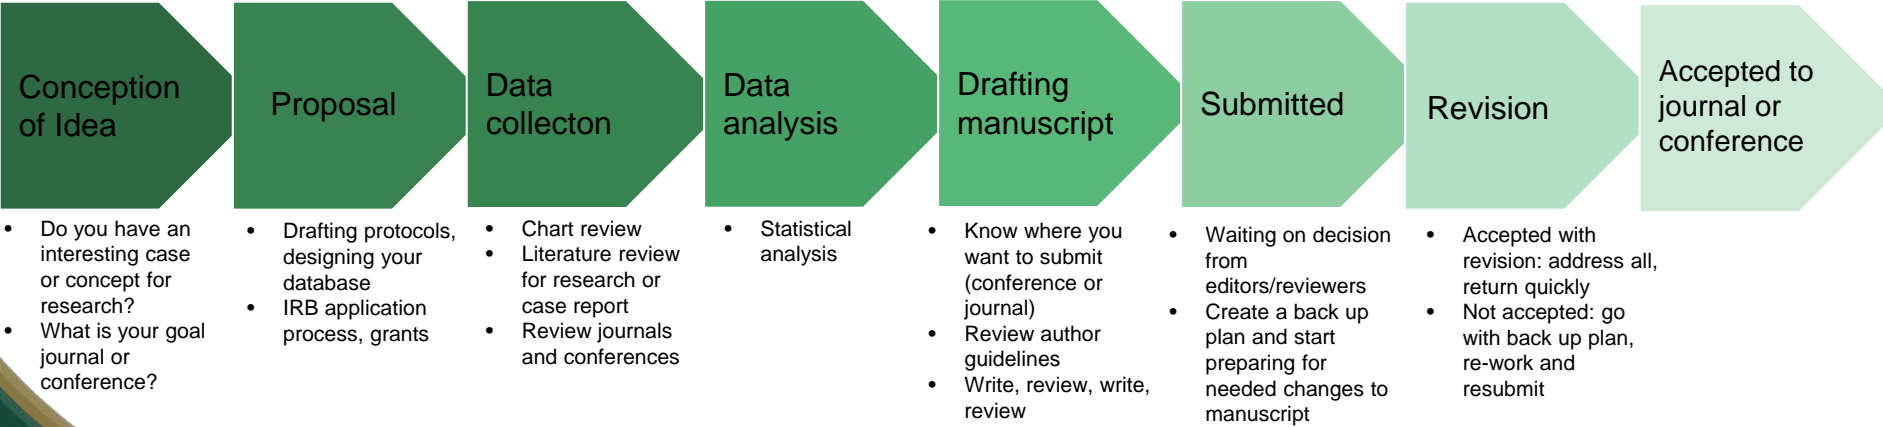 Conception
of Idea
• Do you have an
interesting case
or concept for
research?
• What is your goal
journal or
conference?
Proposal
• Drafting protocols,
designing your
database
• IRB application
process, grants
Data
collecton
• Chart review
• Literature review
for research or
case report
• Review journals
and conferences
Data
analysis
• Statistical
analysis
Drafting
manuscript
• Know where you
want to submit
(conference or
journal)
• Review author
guidelines
• Write, review, write,
review
Submitted
• Waiting on decision
from
editors/reviewers
• Create a back up
plan and start
preparing for
needed changes to
manuscript
Revision
• Accepted with
revision: address all,
return quickly
• Not accepted: go
with back up plan,
re-work and
resubmit
Accepted to
journal or
conference